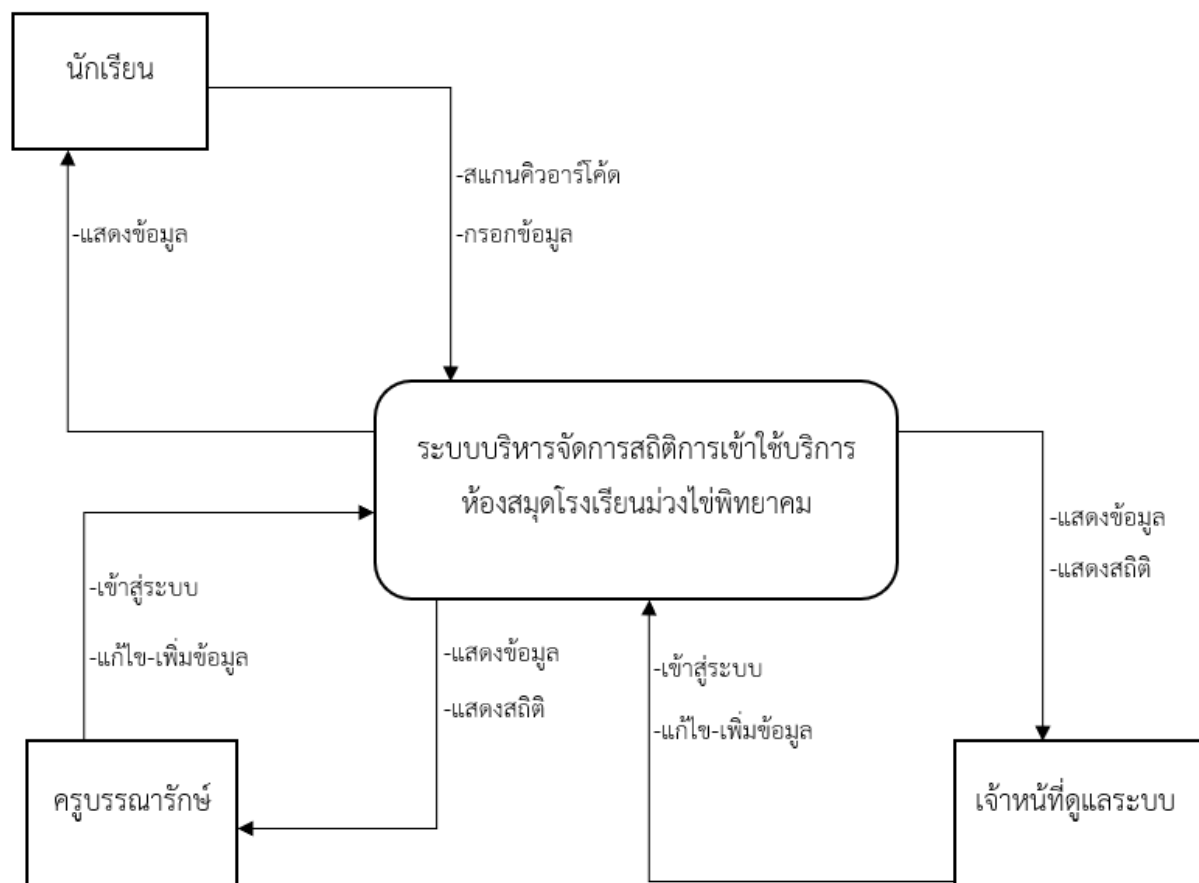 นักเรียน
-สแกนคิวอาร์โค้ด
-กรอกข้อมูล
-แสดงข้อมูล
ระบบบริหารจัดการสถิติการเข้าใช้บริการ
ห้องสมุดโรงเรียนม่วงไข่พิทยาคม
-แสดงข้อมูล
-แสดงสถิติ
-เข้าสู่ระบบ
-แก้ไข-เพิ่มข้อมูล
-แสดงข้อมูล
-แสดงสถิติ
-เข้าสู่ระบบ
-แก้ไข-เพิ่มข้อมูล
ครูบรรณารักษ์
เจ้าหน้าที่ดูแลระบบ